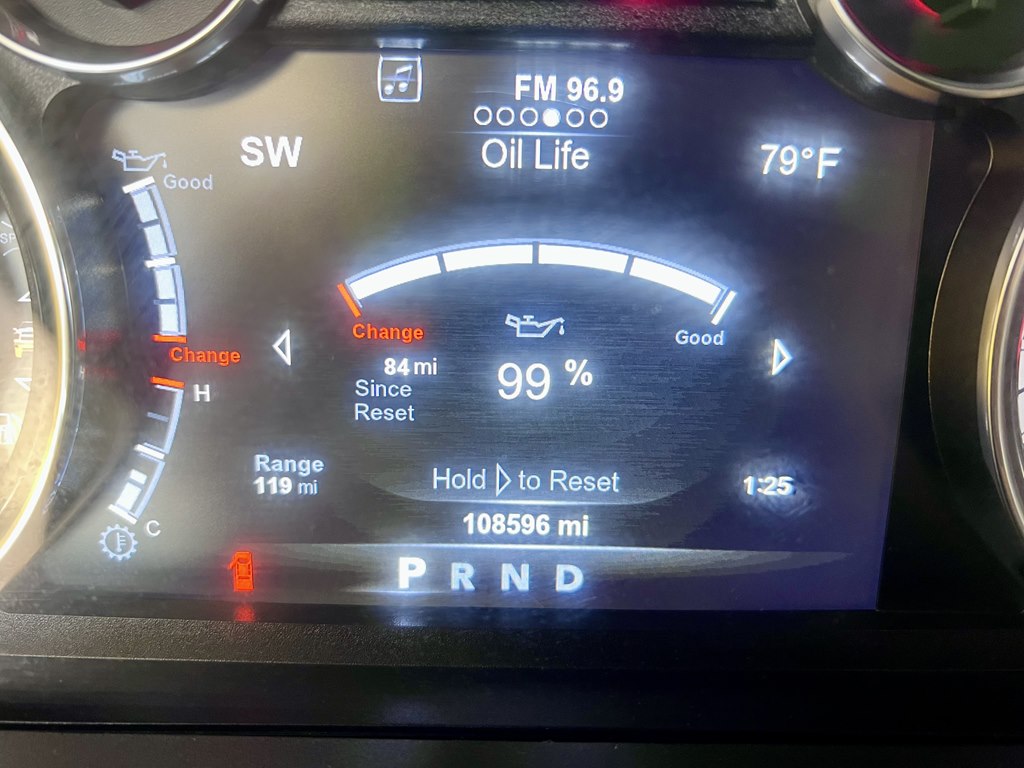 FM 96.9
Oil Life
SW
79°F
Good
Change
H
C
Change
Good
84 mi
Since
Reset
99 %
Range
119 mi
Hold to Reset
1:25
108596 mi
P R N D